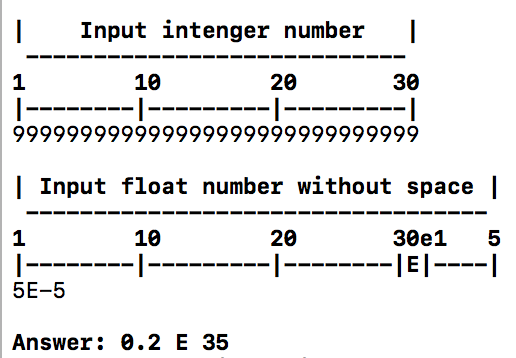 |    Input intenger number   |
 ----------------------------
1        10        20       30
|--------|---------|---------|
999999999999999999999999999999
| Input float number without space |
 ----------------------------------
1        10        20       30e1   5
|--------|---------|--------|E|----|
5E-5
Answer: 0.2 E 35